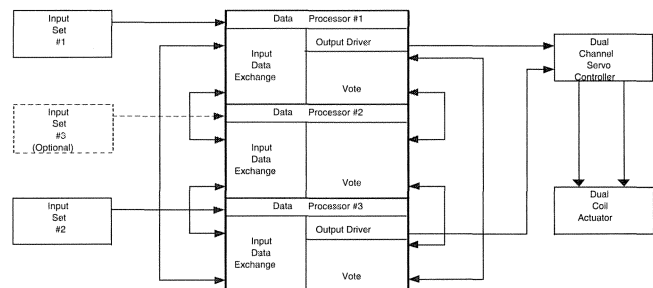 Input
Set
#1
Input
Set
#3
(Optional)
Input
Set
#2
Data Processor #1
Input
Data
Exchange
Output Driver
Vote
Data Processor #2
Input
Data
Exchange
Vote
Data Processor #3
Input
Data
Exchange
Output Driver
Vote
Dual
Channel
Servo
Controller
Dual
Coil
Actuator